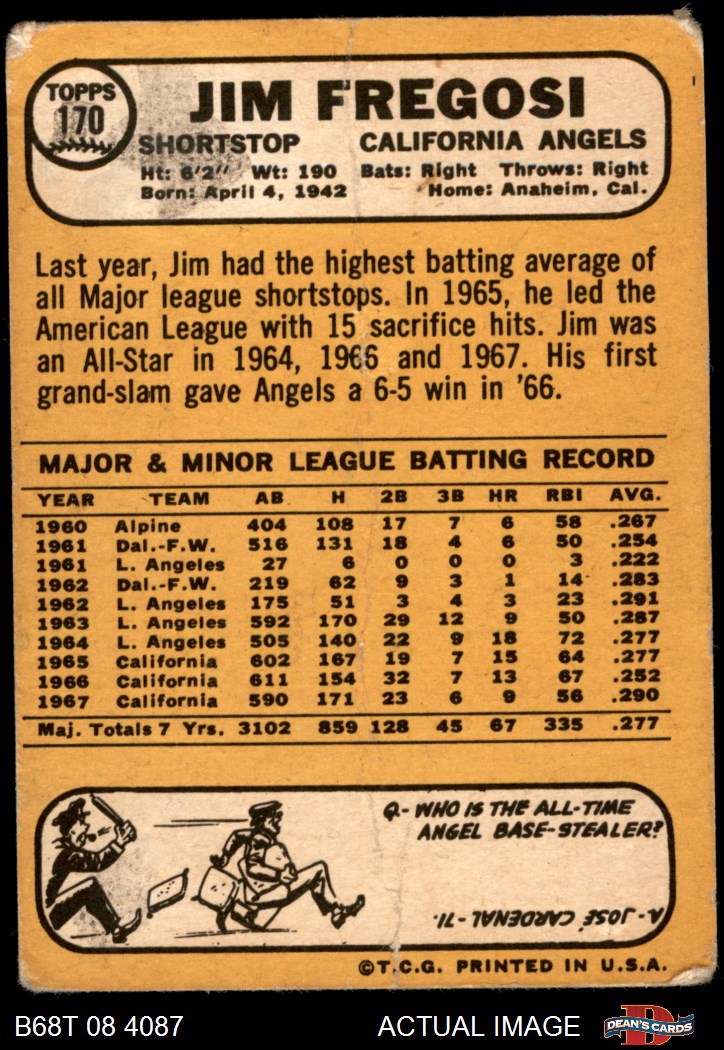 TOPPS
170
JIM FREGOSI
SHORTSTOP CALIFORNIA ANGELS
Ht: 6'2" Wt: 190 Bats: Right Throws: Right
Born: April 4, 1942 Home: Anaheim, Cal.
Last year, Jim had the highest batting average of
all Major league shortstops. In 1965, he led the
American League with 15 sacrifice hits. Jim was
an All-Star in 1964, 1966 and 1967. His first
grand-slam gave Angels a 6-5 win in '66.
MAJOR & MINOR LEAGUE BATTING RECORD
YEAR TEAM AB H 2B 3B HR RBI AVG.
1960 Alpine 404 108 17 7 6 58 .267
1961 Dal.-F.W. 516 131 18 4 6 50 .254
1961 L. Angeles 27 6 0 0 0 3 .222
1962 Dal.-F.W. 219 62 9 3 1 14 .283
1962 L. Angeles 175 51 3 4 3 23 .291
1963 L. Angeles 592 170 29 12 9 50 .287
1964 L. Angeles 505 140 22 9 18 72 .277
1965 California 602 167 19 7 15 64 .277
1966 California 611 154 32 7 13 67 .252
1967 California 590 171 23 6 9 56 .290
Maj. Totals 7 Yrs. 3102 859 128 45 67 335 .277
Q- WHO IS THE ALL-TIME
ANGEL BASE-STEALER?
A- JOSÉ CARDENAL-71.
©T.C.G. PRINTED IN U.S.A.
B68T 08 4087 ACTUAL IMAGE D DEAN'S CARDS